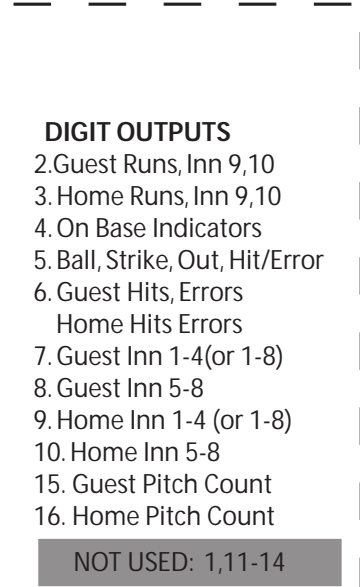 DIGIT OUTPUTS
2.Guest Runs, Inn 9,10
3. Home Runs, Inn 9,10
4. On Base Indicators
5. Ball, Strike, Out, Hit/Error
6. Guest Hits, Errors
Home Hits Errors
7. Guest Inn 1-4(or 1-8)
8. Guest Inn 5-8
9. Home Inn 1-4 (or 1-8)
10. Home Inn 5-8
15. Guest Pitch Count
16. Home Pitch Count
NOT USED: 1,11-14